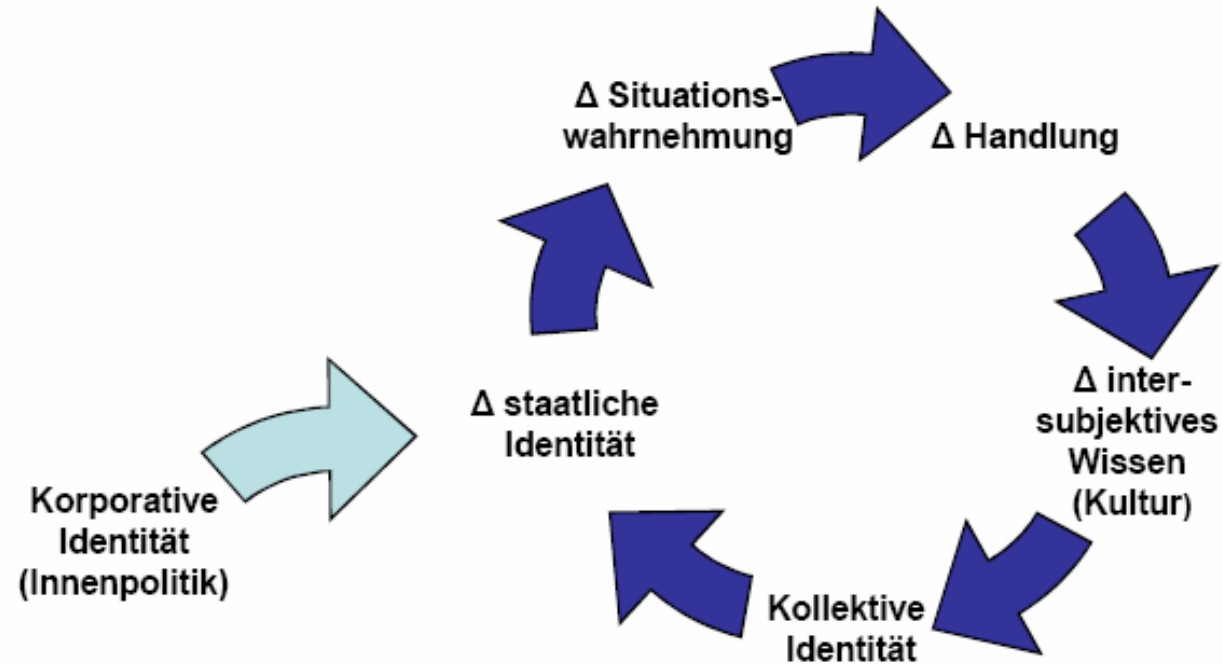 Δ Situations-
wahrnehmung
Δ Handlung
Δ inter-
subjektives
Wissen
(Kultur)
Kollektive
Identität
Δ staatliche
Identität
Korporative
Identität
(Innenpolitik)